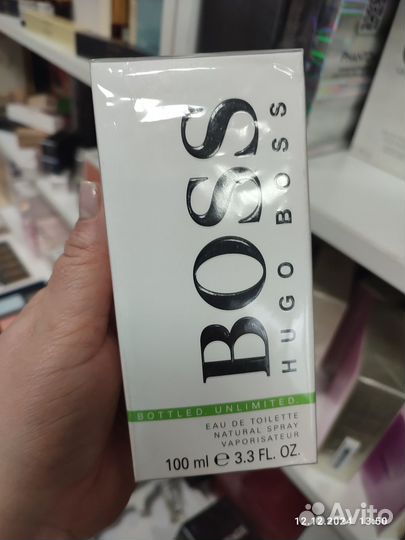 BOSS
HUGO BOSS
BOTTLED. UNLIMITED.
EAU DE TOILETTE
NATURAL SPRAY
VAPORISATEUR
100 ml ℮ 3.3 FL. OZ.
12.12.2024 13:50
Avito